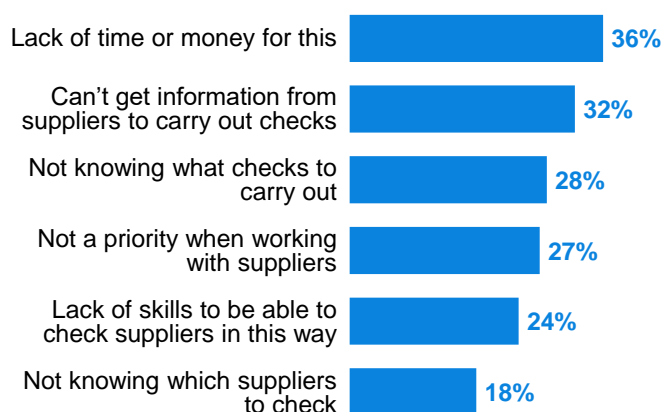 Lack of time or money for this
36%
Can’t get information from
suppliers to carry out checks
32%
Not knowing what checks to
carry out
28%
Not a priority when working
with suppliers
27%
Lack of skills to be able to
check suppliers in this way
24%
Not knowing which suppliers
to check
18%